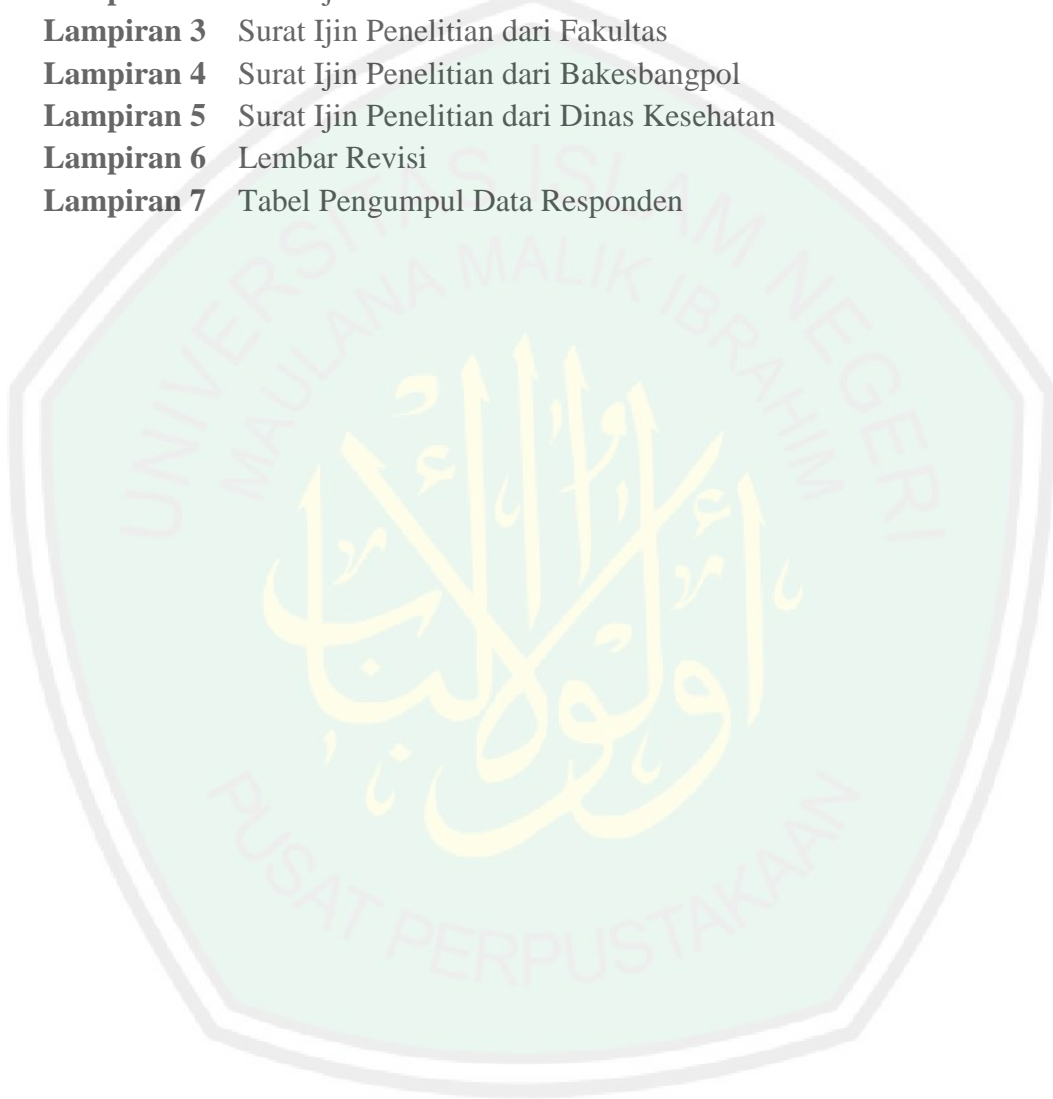 Lampiran 3 Surat Ijin Penelitian dari Fakultas
Lampiran 4 Surat Ijin Penelitian dari Bakesbangpol
Lampiran 5 Surat Ijin Penelitian dari Dinas Kesehatan
Lampiran 6 Lembar Revisi
Lampiran 7 Tabel Pengumpul Data Responden
UNIVERSITAS ISLAM NEGERI
MAULANA MALIK IBRAHIM
أولوا الألباب
PUSAT PERPUSTAKAAN